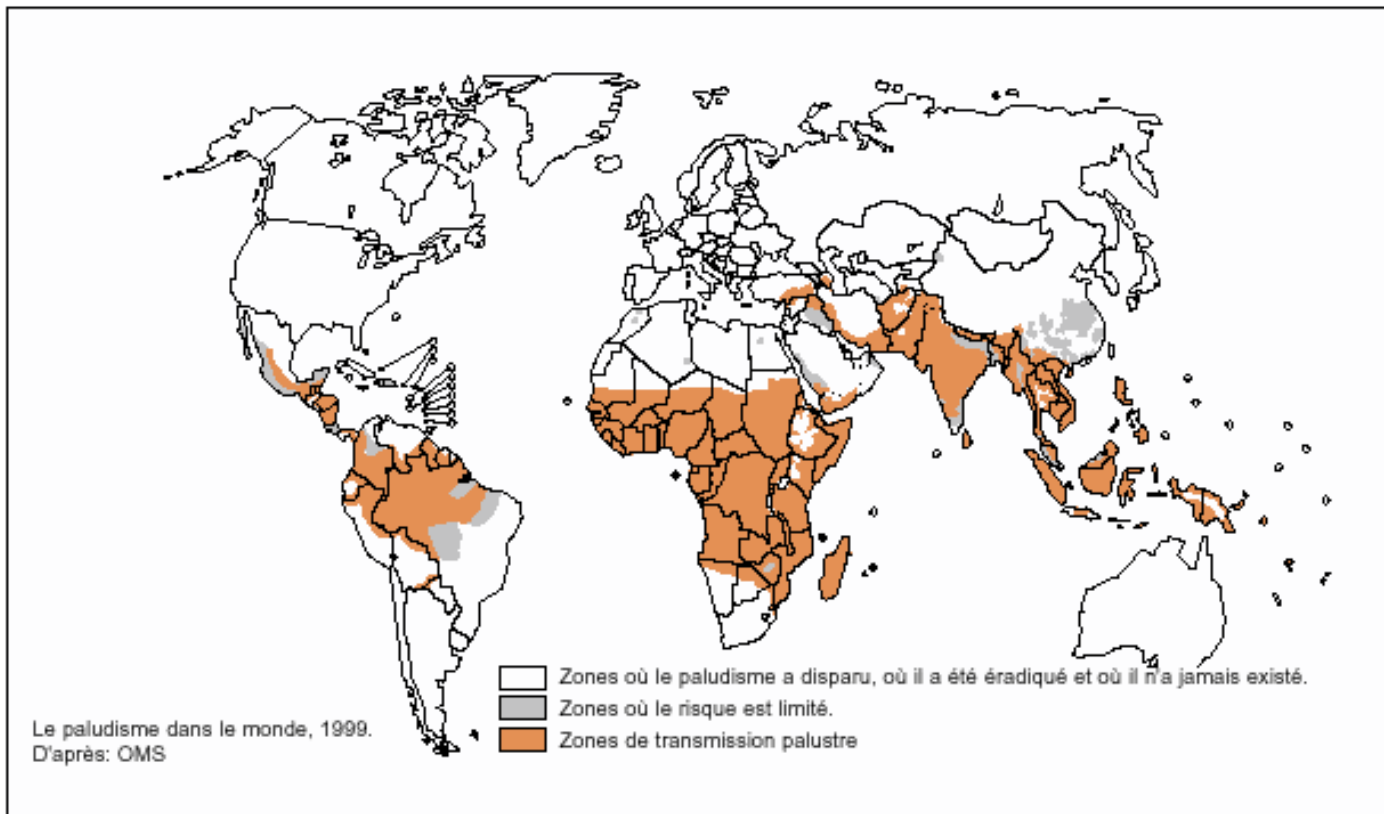 Zones où le paludisme a disparu, où il a été éradiqué et où il n'a jamais existé.
Zones où le risque est limité.
Zones de transmission palustre
Le paludisme dans le monde, 1999.
D'après: OMS